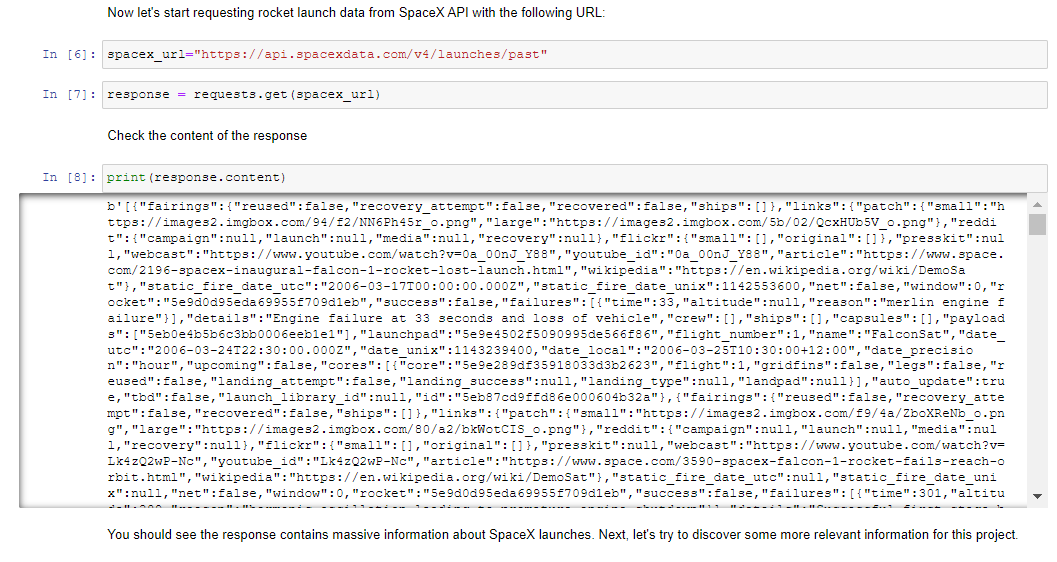 Now let's start requesting rocket launch data from SpaceX API with the following URL:
In [6]: spacex_url="https://api.spacexdata.com/v4/launches/past"
In [7]: response = requests.get(spacex_url)
Check the content of the response
In [8]: print(response.content)
b'[{"fairings":{"reused":false,"recovery_attempt":false,"recovered":false,"ships":[]},"links":{"patch":{"small":"h
ttps://images2.imgbox.com/94/f2/NN6Ph45r_o.png","large":"https://images2.imgbox.com/5b/02/QcxHUb5V_o.png"},"reddi
t":{"campaign":null,"launch":null,"media":null,"recovery":null},"flickr":{"small":[],"original":[]},"presskit":nul
l,"webcast":"https://www.youtube.com/watch?v=0a_00nJ_Y88","youtube_id":"0a_00nJ_Y88","article":"https://www.space.
com/2196-spacex-inaugural-falcon-1-rocket-lost-launch.html","wikipedia":"https://en.wikipedia.org/wiki/DemoSa
t"},"static_fire_date_utc":"2006-03-17T00:00:00.000Z","static_fire_date_unix":1142553600,"net":false,"window":0,"r
ocket":"5e9d0d95eda69955f709d1eb","success":false,"failures":[{"time":33,"altitude":null,"reason":"merlin engine f
ailure"}],"details":"Engine failure at 33 seconds and loss of vehicle","crew":[],"ships":[],"capsules":[],"payload
s":["5eb0e4b5b6c3bb0006eeb1e1"],"launchpad":"5e9e4502f5090995de566f86","flight_number":1,"name":"FalconSat","date_
utc":"2006-03-24T22:30:00.000Z","date_unix":1143239400,"date_local":"2006-03-25T10:30:00+12:00","date_precisio
n":"hour","upcoming":false,"cores":[{"core":"5e9e289df35918033d3b2623","flight":1,"gridfins":false,"legs":false,"r
eused":false,"landing_attempt":false,"landing_success":null,"landing_type":null,"landpad":null}],"auto_update":tru
e,"tbd":false,"launch_library_id":null,"id":"5eb87cd9ffd86e000604b32a"},{"fairings":{"reused":false,"recovery_atte
mpt":false,"recovered":false,"ships":[]},"links":{"patch":{"small":"https://images2.imgbox.com/f9/4a/ZboXReNb_o.pn
g","large":"https://images2.imgbox.com/80/a2/bkWotCIS_o.png"},"reddit":{"campaign":null,"launch":null,"media":nul
l,"recovery":null},"flickr":{"small":[],"original":[]},"presskit":null,"webcast":"https://www.youtube.com/watch?v=
Lk4zQ2wP-Nc","youtube_id":"Lk4zQ2wP-Nc","article":"https://www.space.com/3590-spacex-falcon-1-rocket-fails-reach-o
rbit.html","wikipedia":"https://en.wikipedia.org/wiki/DemoSat"},"static_fire_date_utc":null,"static_fire_date_uni
x":null,"net":false,"window":0,"rocket":"5e9d0d95eda69955f709d1eb","success":false,"failures":[{"time":301,"altitu
You should see the response contains massive information about SpaceX launches. Next, let's try to discover some more relevant information for this project.